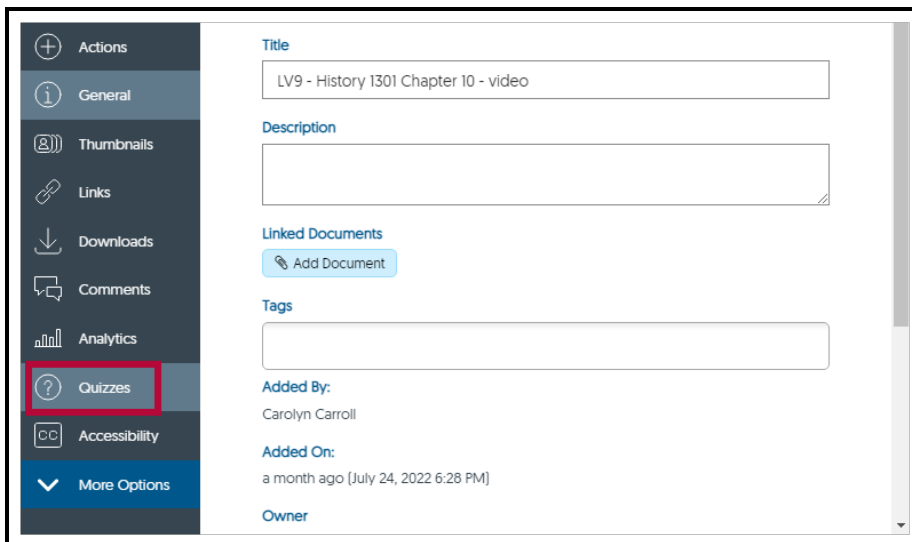 Actions
General
Thumbnails
Links
Downloads
Comments
Analytics
Quizzes
CC Accessibility
More Options
Title
LV9 - History 1301 Chapter 10 - video
Description
Linked Documents
Add Document
Tags
Added By:
Carolyn Carroll
Added On:
a month ago (July 24, 2022 6:28 PM)
Owner